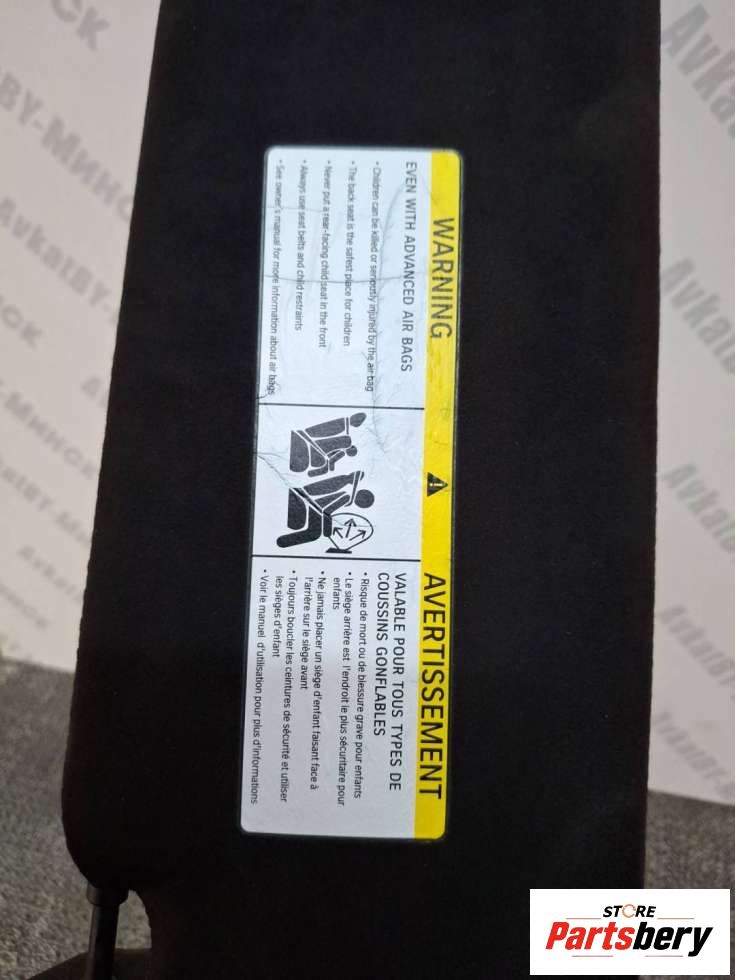 WARNING
EVEN WITH ADVANCED AIR BAGS
• Children can be killed or seriously injured by the air bag
• The back seat is the safest place for children
• Never put a rear-facing child seat in the front
• Always use seat belts and child restraints
• See owner's manual for more information about air bags
AVERTISSEMENT
VALABLE POUR TOUS TYPES DE
COUSSINS GONFLABLES
• Risque de mort ou de blessure grave pour enfants
• Le siège arrière est l'endroit le plus sécuritaire pour
enfants
• Ne jamais placer un siège d'enfant faisant face à
l'arrière sur le siège avant
• Toujours boucler les ceintures de sécurité et utiliser
les sièges d'enfant
• Voir le manuel d'utilisation pour plus d'informations
STORE
Partsbery